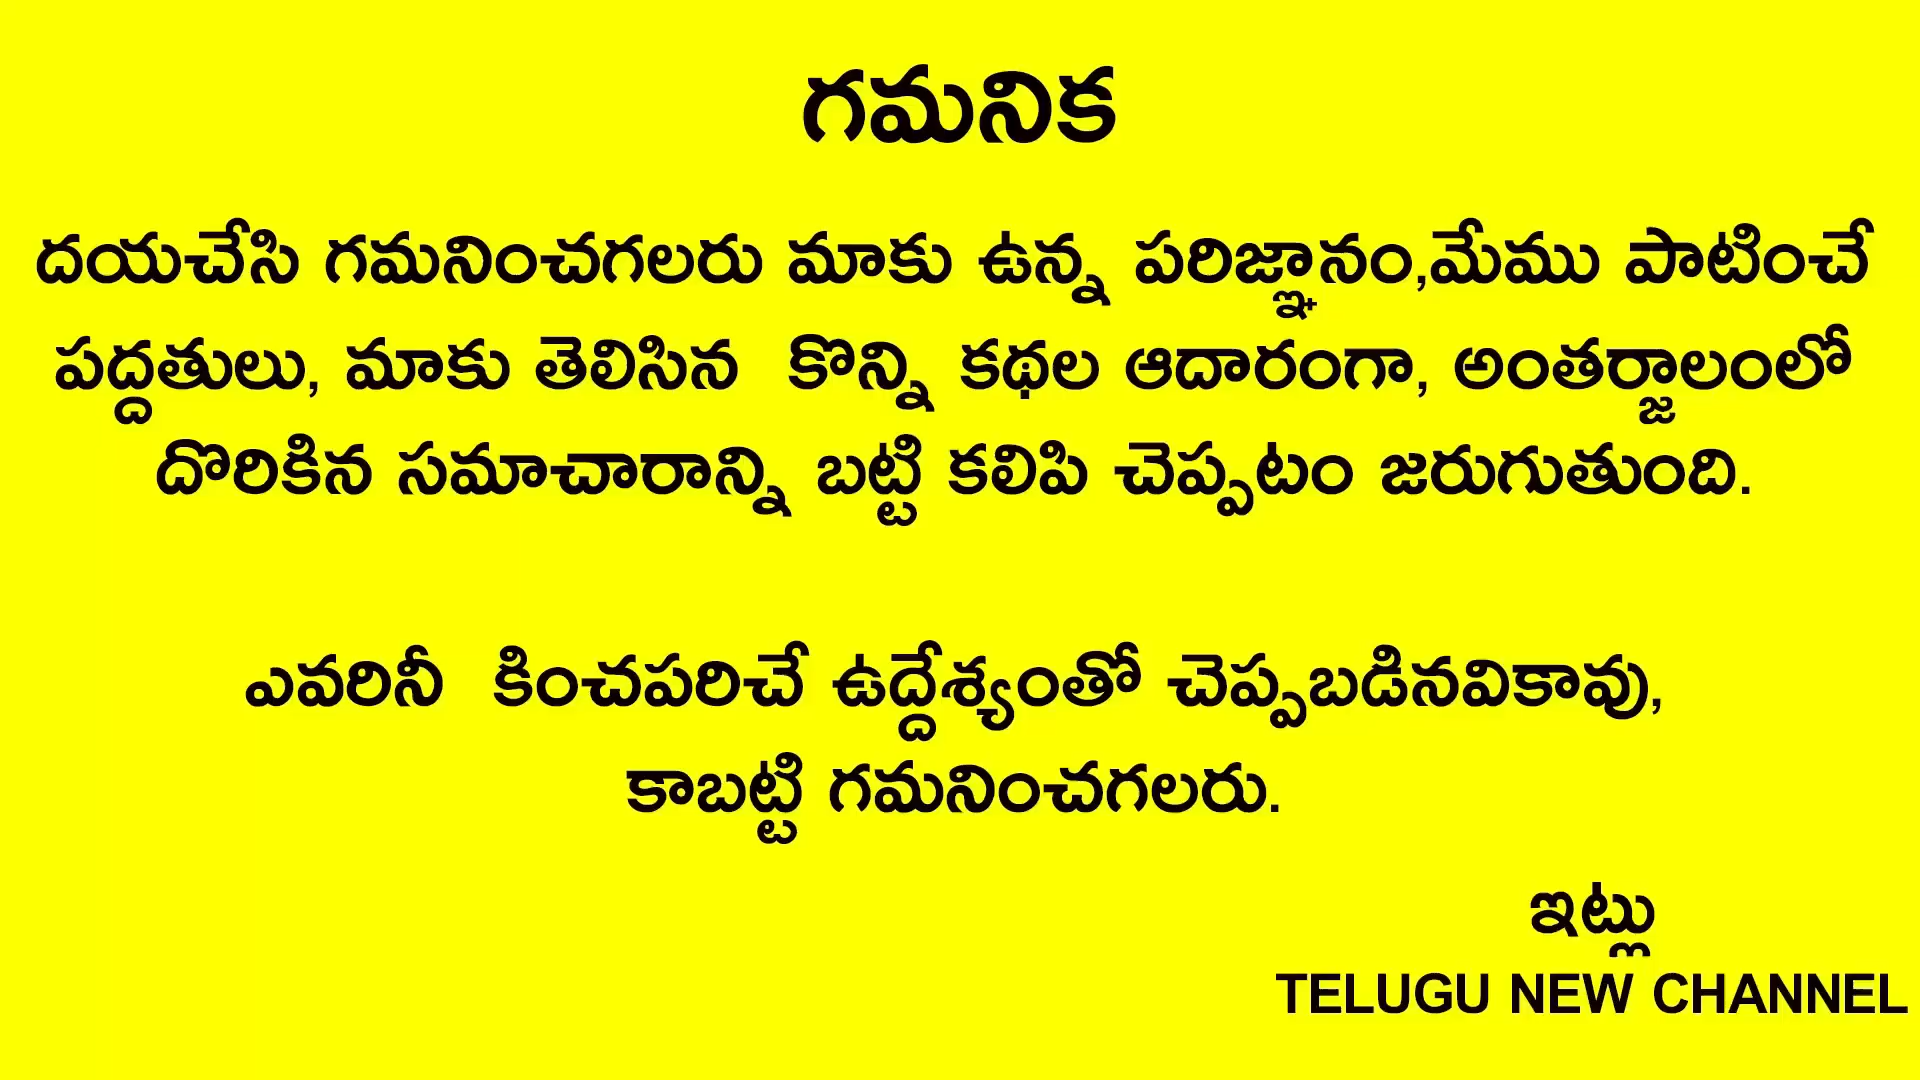 గమనిక
దయచేసి గమనించగలరు మాకు ఉన్న పరిజ్ఞానం,మేము పాటించే
పద్దతులు, మాకు తెలిసిన కొన్ని కథల ఆదారంగా, అంతర్జాలంలో
దొరికిన సమాచారాన్ని బట్టి కలిపి చెప్పటం జరుగుతుంది.
ఎవరినీ కించపరిచే ఉద్దేశ్యంతో చెప్పబడినవికావు,
కాబట్టి గమనించగలరు.
ఇట్లు
TELUGU NEW CHANNEL